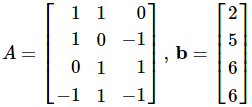 A = [ 1 1 0 ; 1 0 −1 ; 0 1 1 ; −1 1 −1 ] , b = [ 2 ; 5 ; 6 ; 6 ]